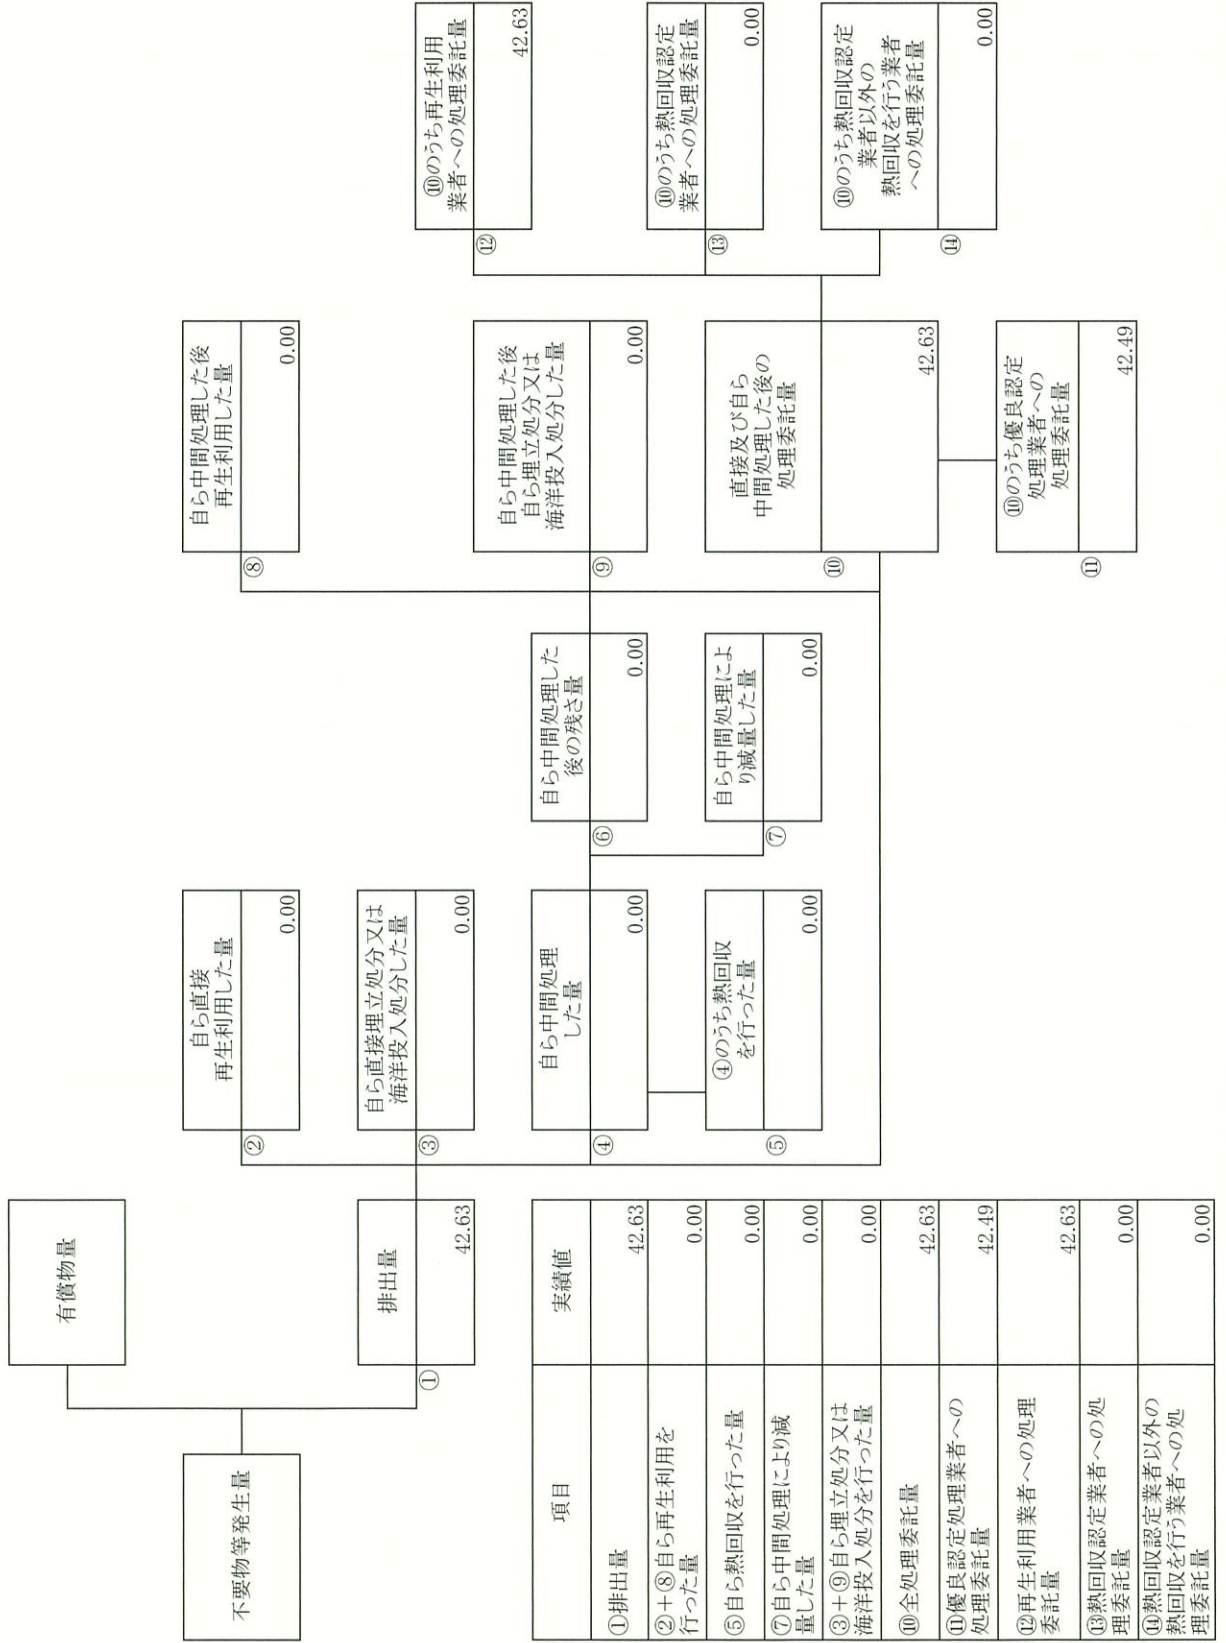 不要物等発生量
有償物量
排出量
①
42.63
自ら直接
再生利用した量
②
0.00
自ら直接埋立処分又は
海洋投入処分した量
③
0.00
自ら中間処理
した量
④
0.00
④のうち熱回収
を行った量
⑤
0.00
自ら中間処理した
後の残さ量
⑥
0.00
自ら中間処理によ
り減量した量
⑦
0.00
自ら中間処理した後
再生利用した量
⑧
0.00
自ら中間処理した後
自ら埋立処分又は
海洋投入処分した量
⑨
0.00
直接及び自ら
中間処理した後の
処理委託量
⑩
42.63
⑩のうち優良認定
処理業者への
処理委託量
⑪
42.49
⑩のうち再生利用
業者への処理委託量
⑫
42.63
⑩のうち熱回収認定
業者への処理委託量
⑬
0.00
⑩のうち熱回収認定
業者以外の
熱回収を行う業者
への処理委託量
⑭
0.00
項目 実績値
①排出量 42.63
②+⑧自ら再生利用を
行った量 0.00
⑤自ら熱回収を行った量 0.00
⑦自ら中間処理により減
量した量 0.00
③+⑨自ら埋立処分又は
海洋投入処分を行った量 0.00
⑩全処理委託量 42.63
⑪優良認定処理業者への
処理委託量 42.49
⑫再生利用業者への処理
委託量 42.63
⑬熱回収認定業者への処
理委託量 0.00
⑭熱回収認定業者以外の
熱回収を行う業者への処
理委託量 0.00